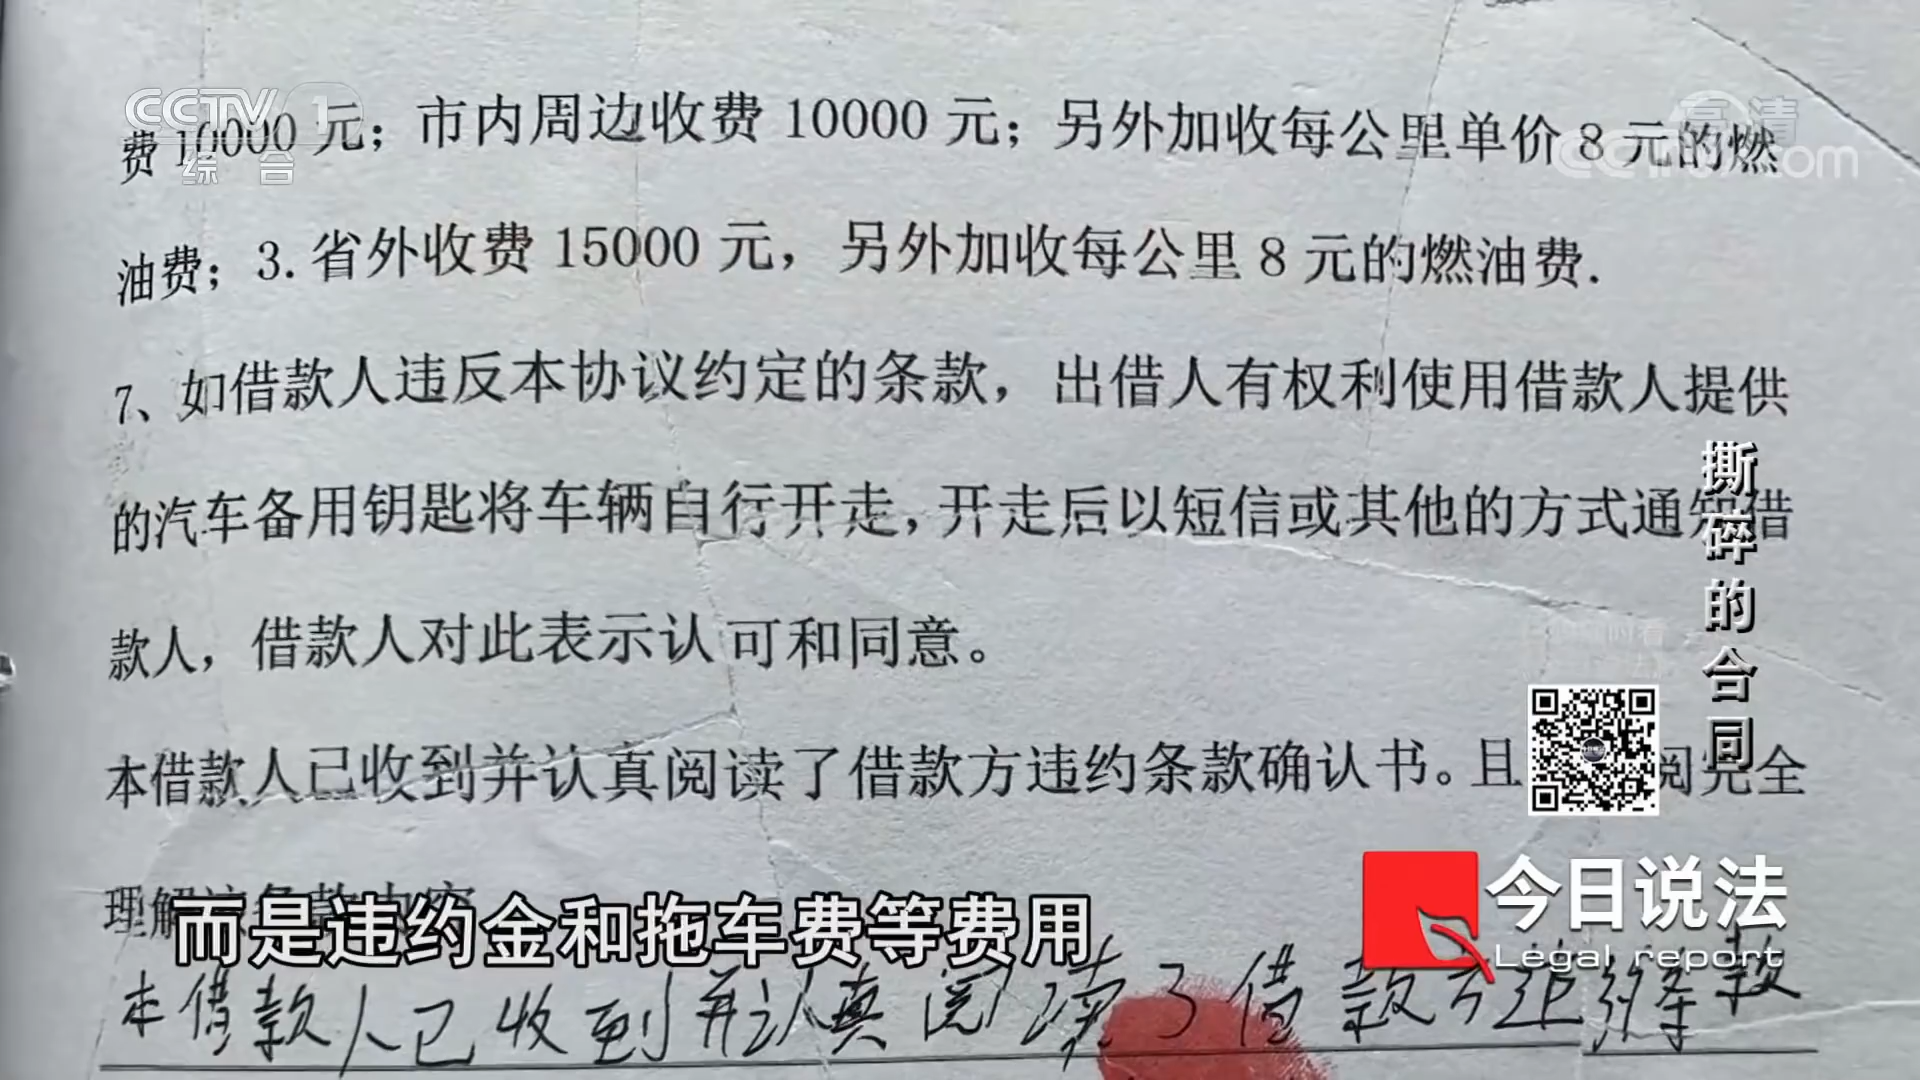 CCTV 1
综合
高清
费10000元；市内周边收费 10000 元；另外加收每公里单价 8 元的燃
油费；3. 省外收费 15000 元，另外加收每公里 8 元的燃油费.
7、如借款人违反本协议约定的条款，出借人有权利使用借款人提供
的汽车备用钥匙将车辆自行开走，开走后以短信或其他的方式通知借
款人，借款人对此表示认可和同意。
本借款人已收到并认真阅读了借款方违约条款确认书。且 阅完全
理解
撕碎的合同
而是违约金和拖车费等费用
今日说法
Legal report
本借款人已收到并认真阅读了借款方违约条款